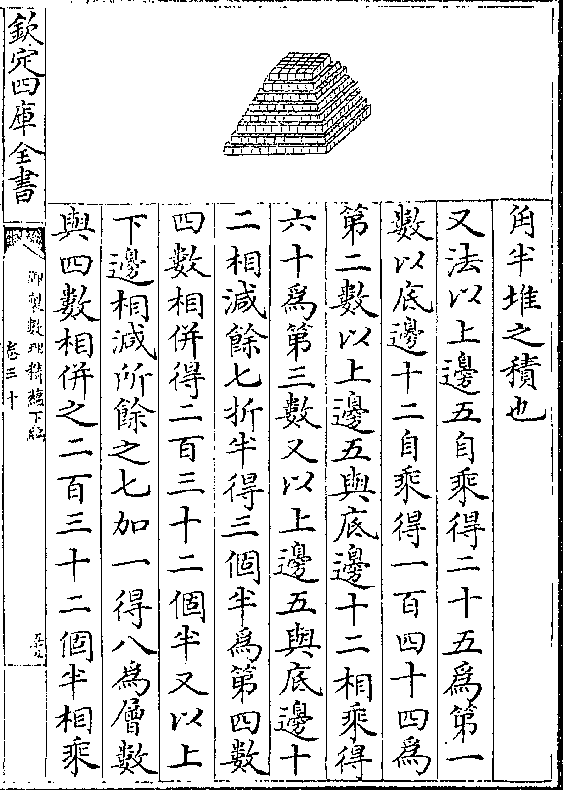 角半堆之積也
又法以上邊五自乘得二十五為第一
數以底邊十二自乘得一百四十四為
第二數以上邊五與底邊十二相乘得
六十為第三數又以上邊五與底邊十
二相減餘七折半得三個半為第四數
四數相併得二百三十二個半又以上
下邊相減所餘之七加一得八為層數
與四數相併之二百三十二個半相乘
欽定四庫全書
御製數理精蘊下編
卷三十